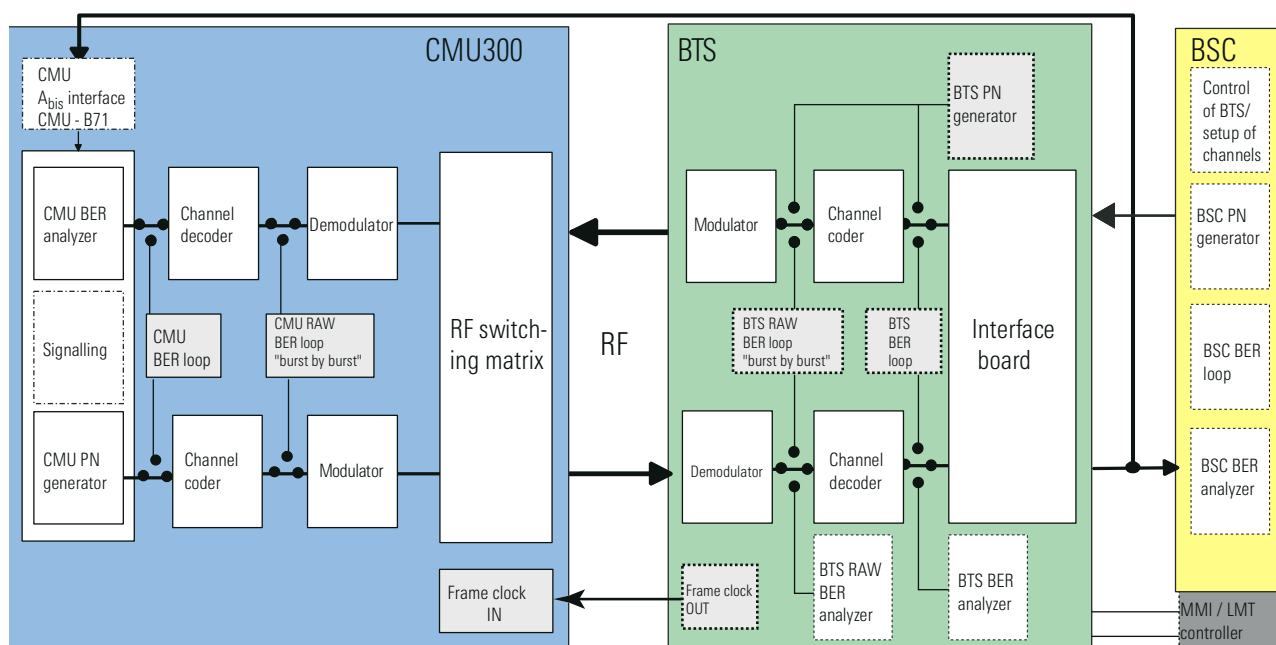 CMU300
BTS
BSC
CMU
Abis interface
CMU - B71
BTS PN
generator
Control
of BTS/
setup of
channels
CMU BER
analyzer
Channel
decoder
Demodulator
Modulator
Channel
coder
BSC PN
generator
Signalling
CMU
BER loop
CMU RAW
BER loop
"burst by burst"
RF switch-
ing matrix
RF
BTS RAW
BER loop
"burst by burst"
BTS
BER
loop
Interface
board
BSC BER
loop
CMU PN
generator
Channel
coder
Modulator
Demodulator
Channel
decoder
BSC BER
analyzer
Frame clock
IN
Frame clock
OUT
BTS RAW
BER
analyzer
BTS BER
analyzer
MMI / LMT
controller